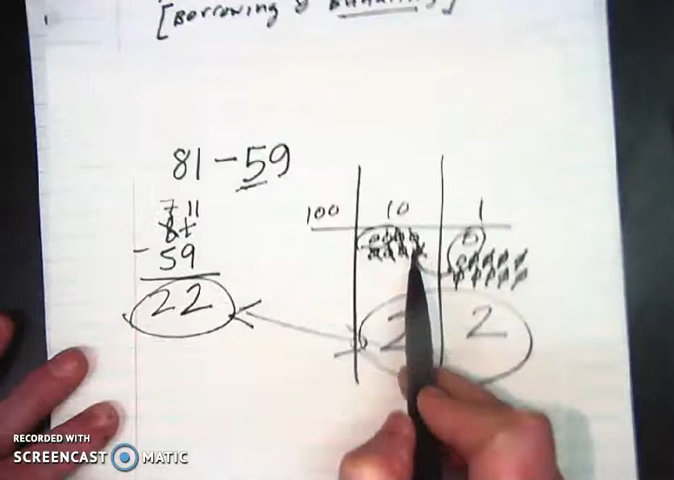 [Borrowing &
81 - 59
7 11
81
- 59
22
100 10 1
2 2
RECORDED WITH
SCREENCAST MATIC